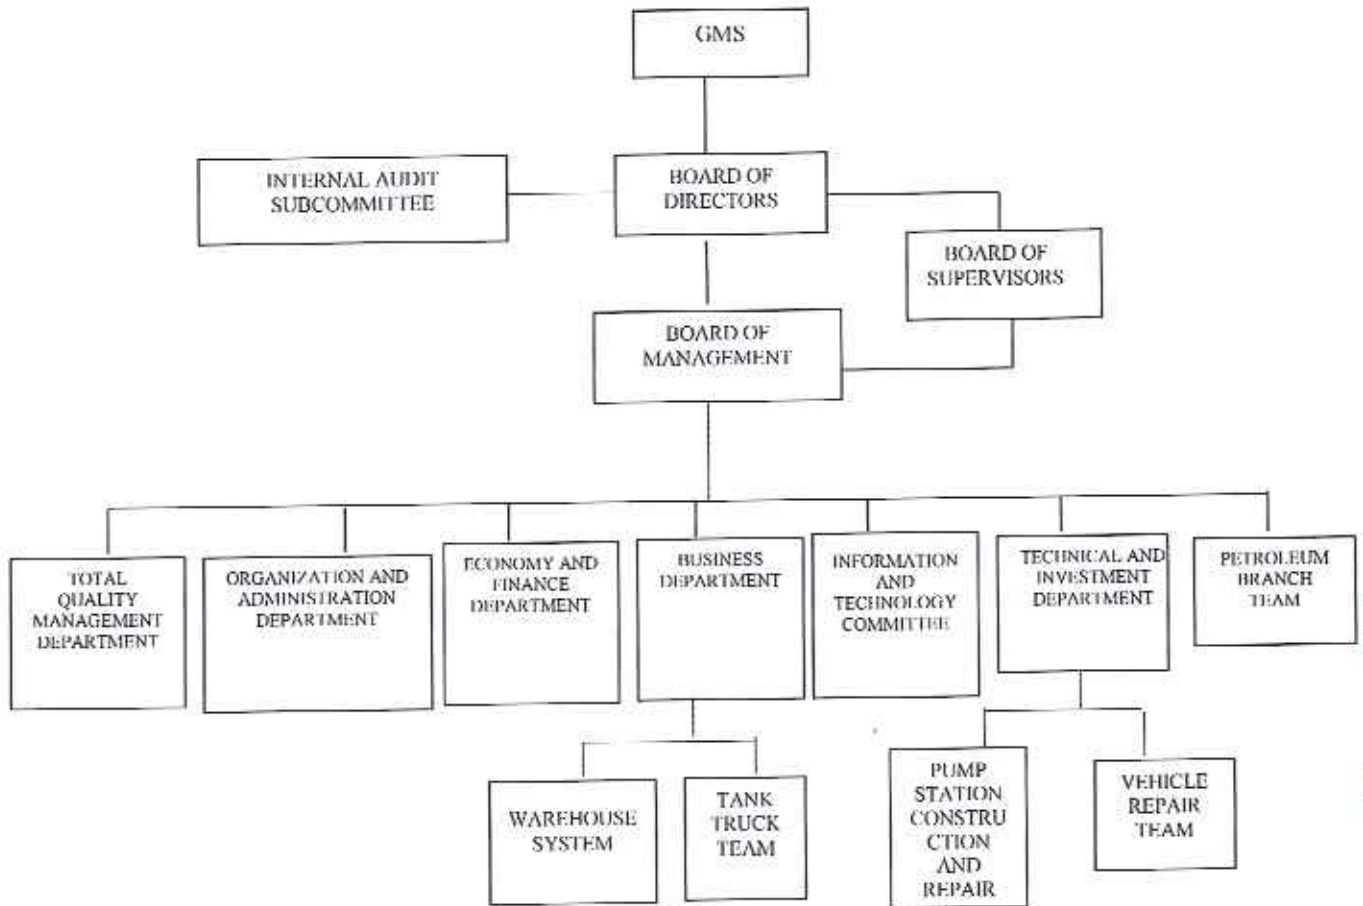 GMS
INTERNAL AUDIT
SUBCOMMITTEE
BOARD OF
DIRECTORS
BOARD OF
SUPERVISORS
BOARD OF
MANAGEMENT
TOTAL
QUALITY
MANAGEMENT
DEPARTMENT
ORGANIZATION AND
ADMINISTRATION
DEPARTMENT
ECONOMY AND
FINANCE
DEPARTMENT
BUSINESS
DEPARTMENT
INFORMATION
AND
TECHNOLOGY
COMMITTEE
TECHNICAL AND
INVESTMENT
DEPARTMENT
PETROLEUM
BRANCH
TEAM
WAREHOUSE
SYSTEM
TANK
TRUCK
TEAM
PUMP
STATION
CONSTRU
CTION
AND
REPAIR
VEHICLE
REPAIR
TEAM